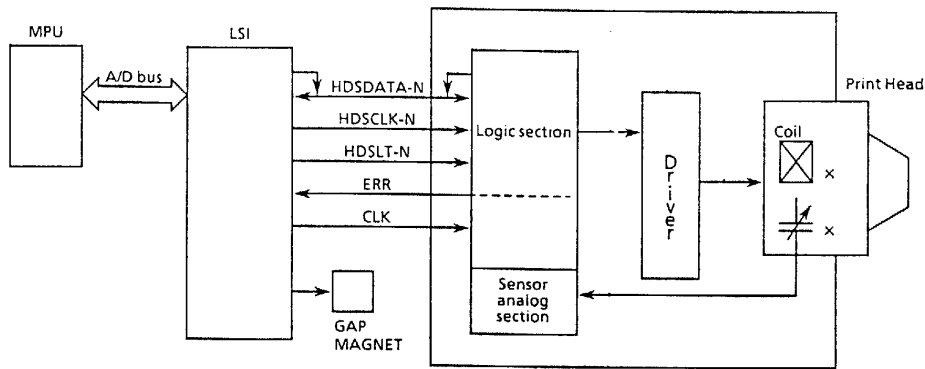 MPU
LSI
A/D bus
HDSDATA-N
HDSCLK-N
HDSLT-N
ERR
CLK
GAP
MAGNET
Logic section
Sensor
analog
section
Driver
Print Head
Coil
×
×